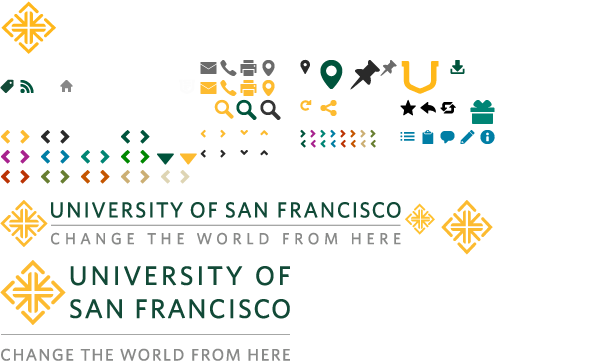 UNIVERSITY OF SAN FRANCISCO
CHANGE THE WORLD FROM HERE
UNIVERSITY OF
SAN FRANCISCO
CHANGE THE WORLD FROM HERE